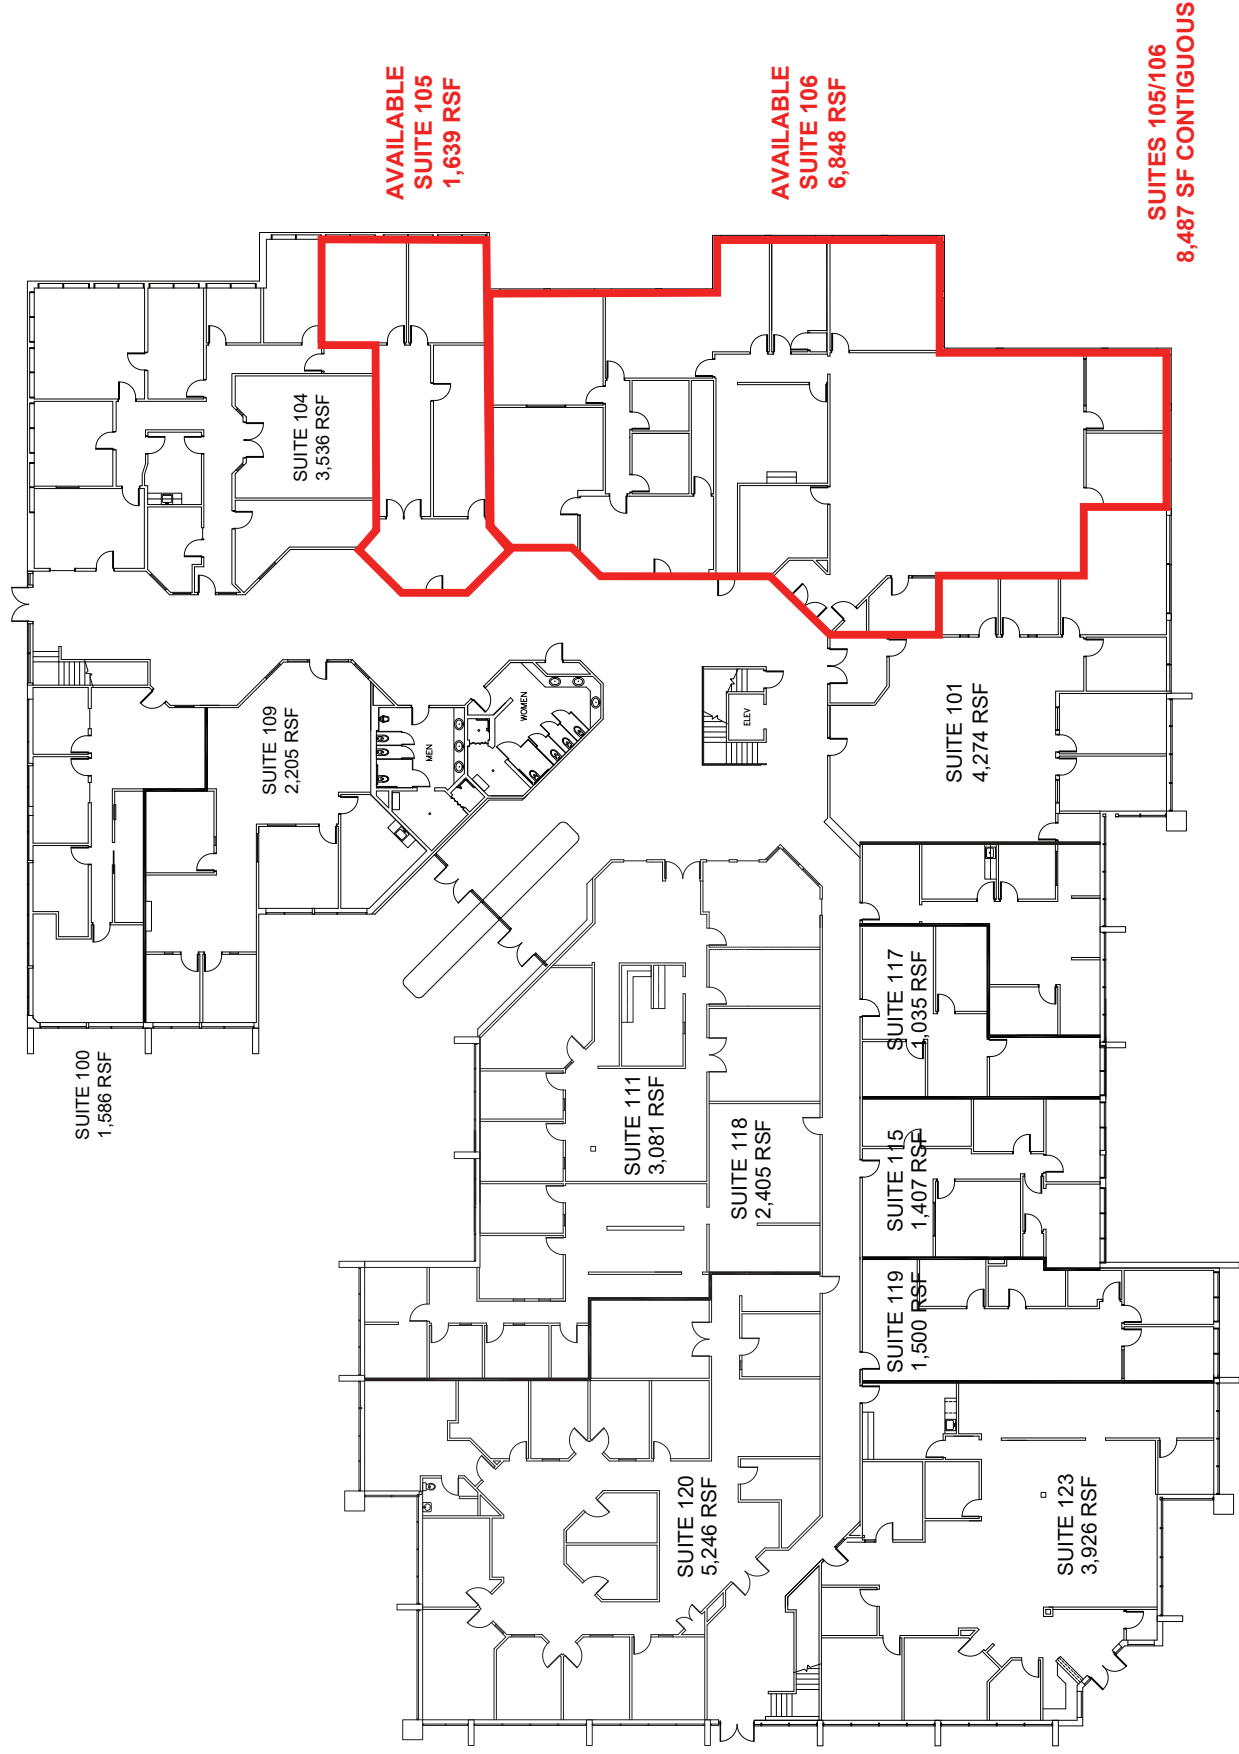 AVAILABLE
SUITE 105
1,639 RSF
AVAILABLE
SUITE 106
6,848 RSF
SUITES 105/106
8,487 SF CONTIGUOUS
SUITE 104
3,536 RSF
SUITE 109
2,205 RSF
MEN
WOMEN
ELEV
SUITE 101
4,274 RSF
SUITE 100
1,586 RSF
SUITE 111
3,081 RSF
SUITE 118
2,405 RSF
SUITE 117
1,035 RSF
SUITE 115
1,407 RSF
SUITE 119
1,500 RSF
SUITE 120
5,246 RSF
SUITE 123
3,926 RSF